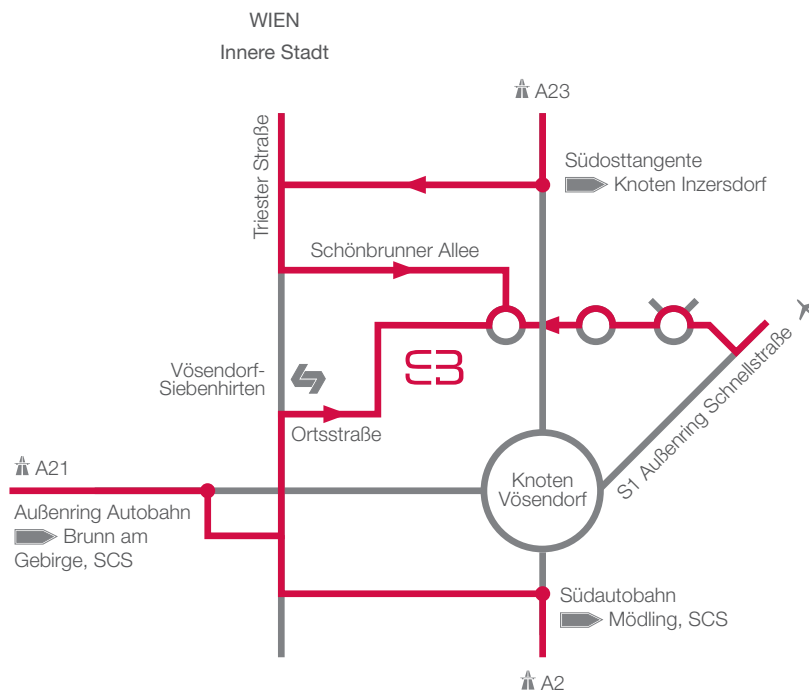 WIEN
Innere Stadt
A23
Triester Straße
Südosttangente
Knoten Inzersdorf
Schönbrunner Allee
Vösendorf-
Siebenhirten
SB
Ortsstraße
S1 Außenring Schnellstraße
A21
Knoten
Vösendorf
Außenring Autobahn
Brunn am
Gebirge, SCS
Südautobahn
Mödling, SCS
A2